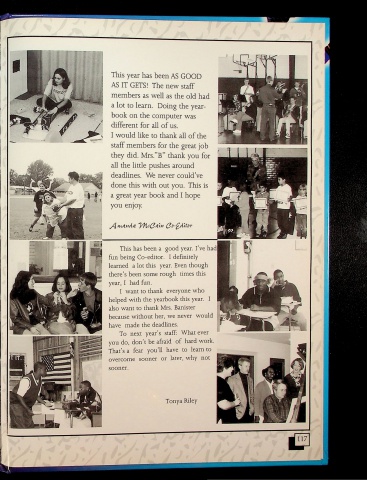 This year has been AS GOOD
AS IT GETS! The new staff
members as well as the old had
a lot to learn. Doing the year-
book on the computer was
different for all of us.
I would like to thank all of the
staff members for the great job
they did. Mrs."B" thank you for
all the little pushes around
deadlines. We never could've
done this with out you. This is
a great year book and I hope
you enjoy.
Amanda McCain Co-Editor
This has been a good year. I've had
fun being Co-editor. I definitely
learned a lot this year. Even though
there's been some rough times this
year, I had fun.
I want to thank everyone who
helped with the yearbook this year. I
also want to thank Mrs. Banister
because without her, we never would
have made the deadlines.
To next year's staff: What ever
you do, don't be afraid of hard work.
That's a fear you'll have to learn to
overcome sooner or later, why not
sooner.
Tonya Riley
117